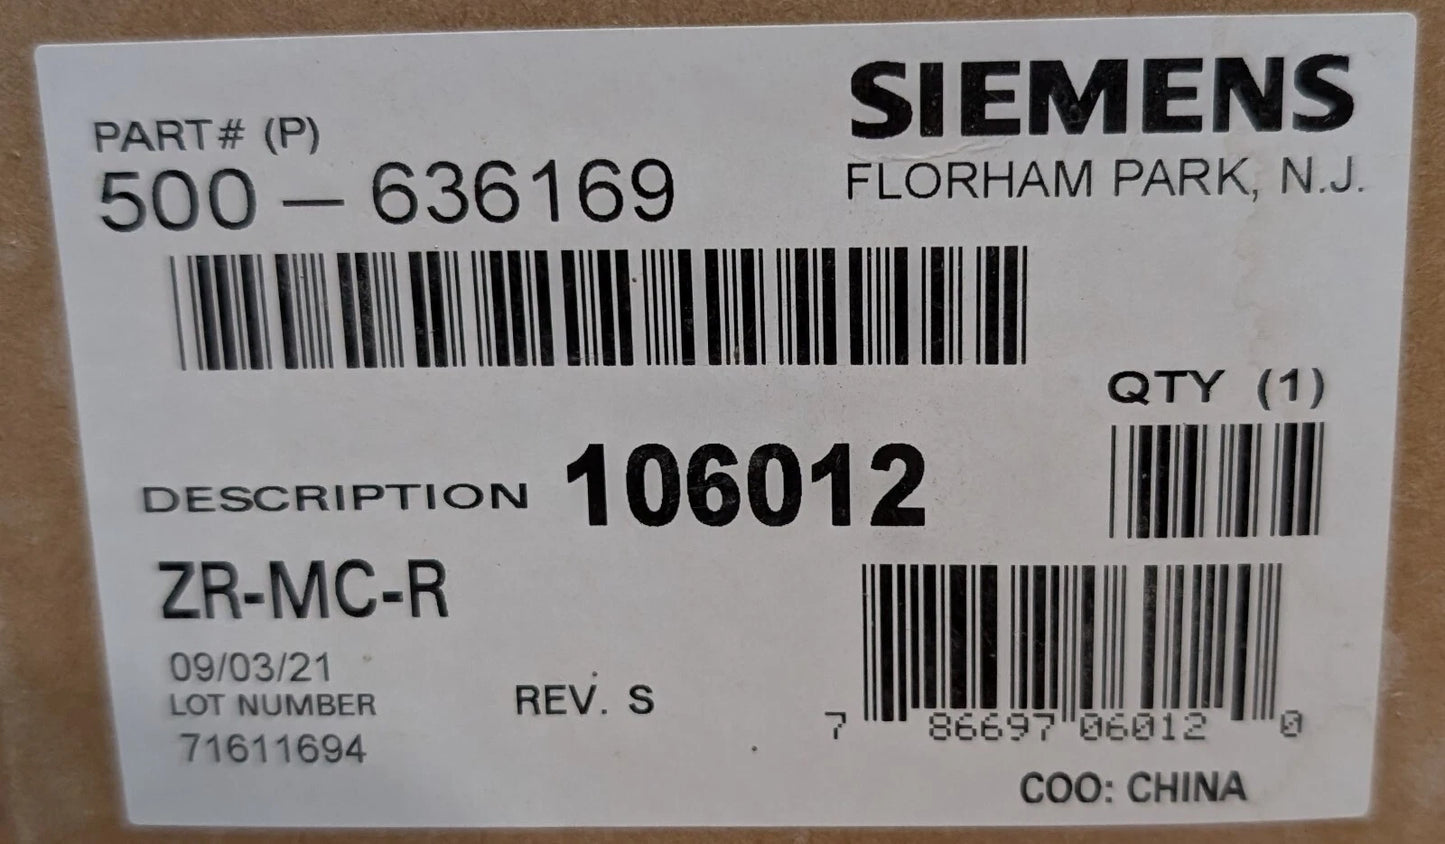 SIEMENS
FLORHAM PARK, N.J.
PART# (P)
500 - 636169
QTY (1)
DESCRIPTION 106012
ZR-MC-R
09/03/21
LOT NUMBER
71611694
REV. S
7 86697 06012 0
COO: CHINA